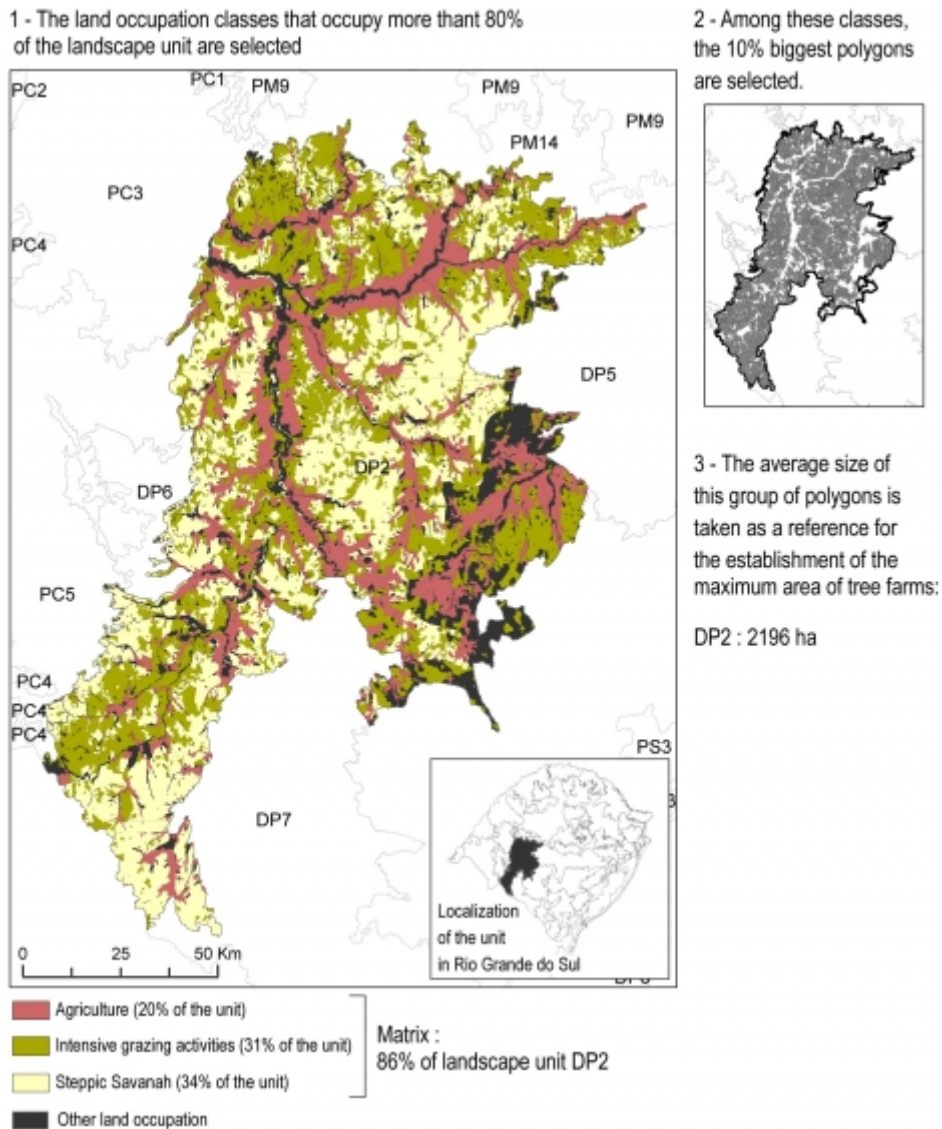 1 - The land occupation classes that occupy more thant 80%
of the landscape unit are selected
2 - Among these classes,
the 10% biggest polygons
are selected.
PC2
PC1
PM9
PM9
PM9
PM14
PC3
PC4
DP5
DP2
DP6
PC5
PC4
PC4
PC4
PS3
DP7
3 - The average size of
this group of polygons is
taken as a reference for
the establishment of the
maximum area of tree farms:
DP2 : 2196 ha
Localization
of the unit
in Rio Grande do Sul
0 25 50 Km
Agriculture (20% of the unit)
Intensive grazing activities (31% of the unit)
Steppic Savanah (34% of the unit)
Other land occupation
Matrix :
86% of landscape unit DP2